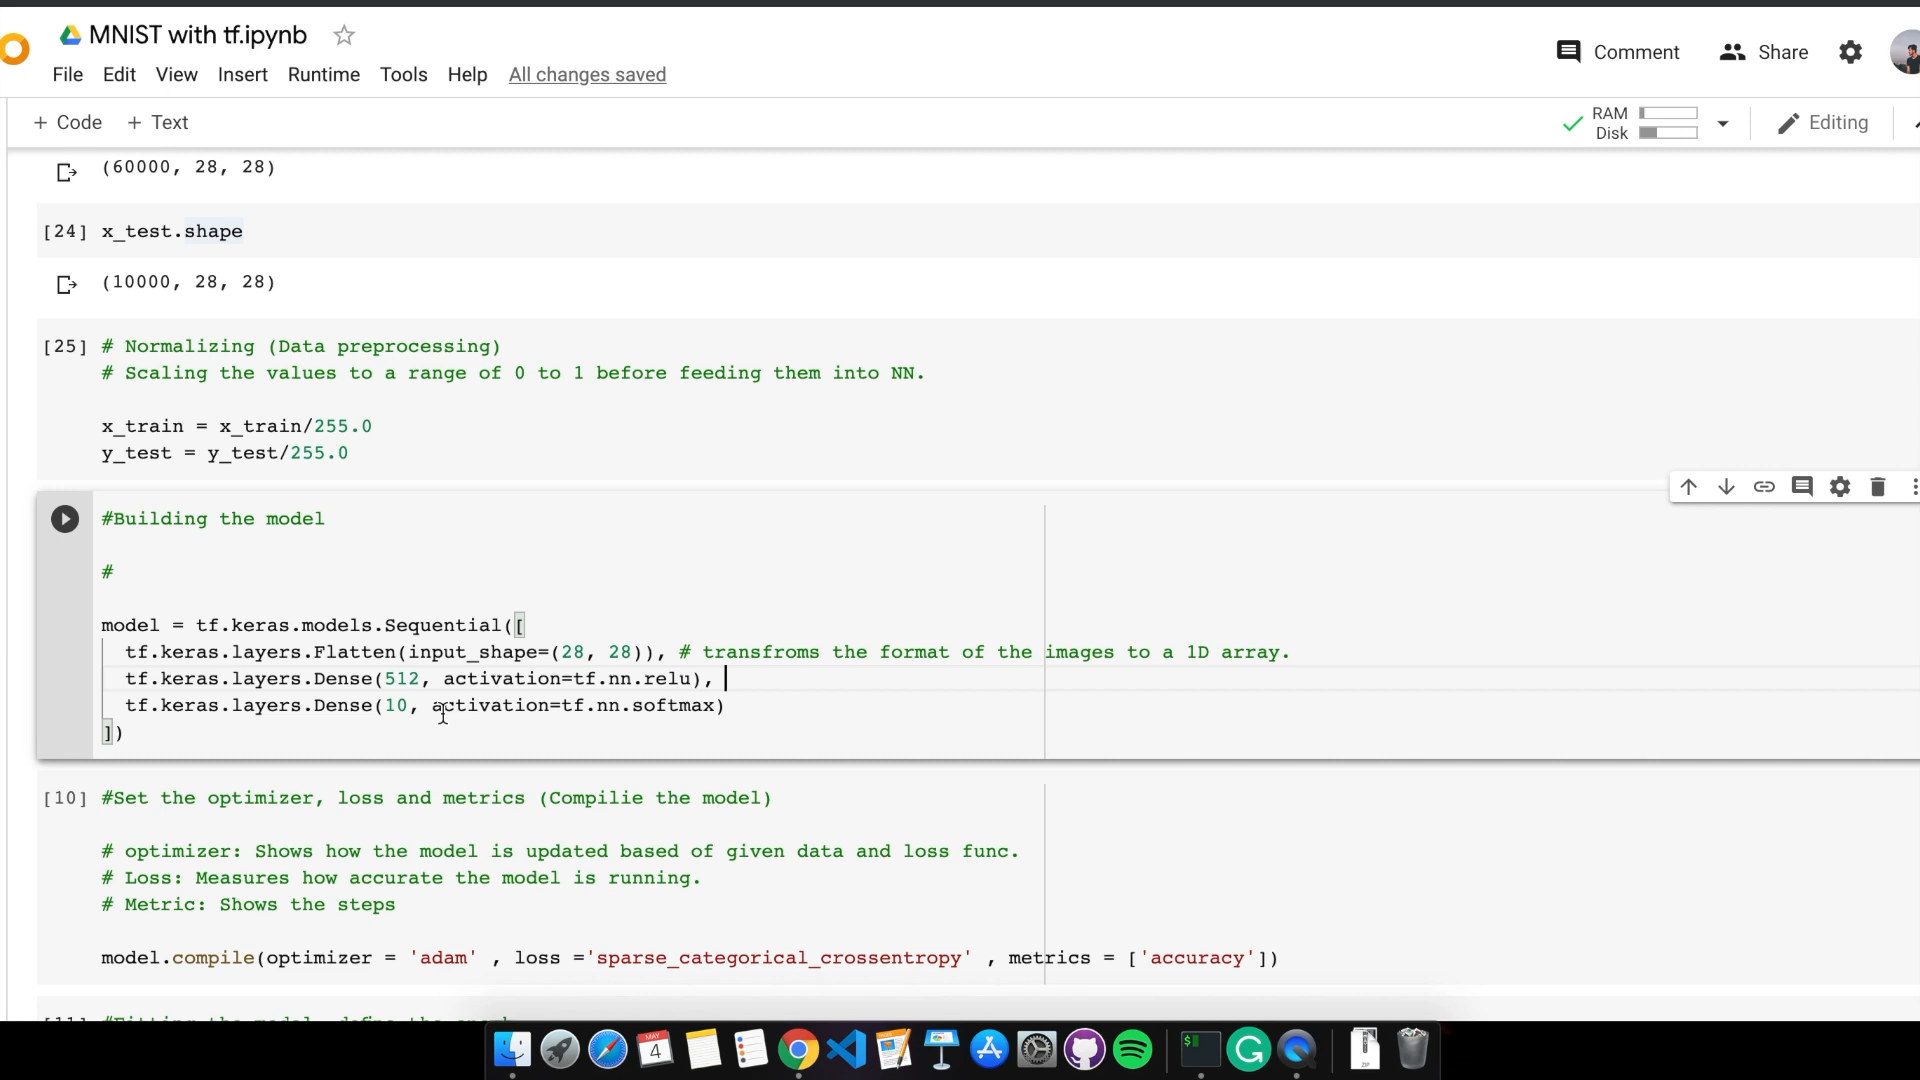 MNIST with tf.ipynb
Comment
Share
File Edit View Insert Runtime Tools Help All changes saved
+ Code + Text
RAM
Disk
Editing
(60000, 28, 28)
[24] x_test.shape
(10000, 28, 28)
[25] # Normalizing (Data preprocessing)
# Scaling the values to a range of 0 to 1 before feeding them into NN.
x_train = x_train/255.0
y_test = y_test/255.0
#Building the model
#
model = tf.keras.models.Sequential([
tf.keras.layers.Flatten(input_shape=(28, 28)), # transfroms the format of the images to a 1D array.
tf.keras.layers.Dense(512, activation=tf.nn.relu),
tf.keras.layers.Dense(10, activation=tf.nn.softmax)
])
[10] #Set the optimizer, loss and metrics (Compilie the model)
# optimizer: Shows how the model is updated based of given data and loss func.
# Loss: Measures how accurate the model is running.
# Metric: Shows the steps
model.compile(optimizer = 'adam' , loss ='sparse_categorical_crossentropy' , metrics = ['accuracy'])
MAY
4